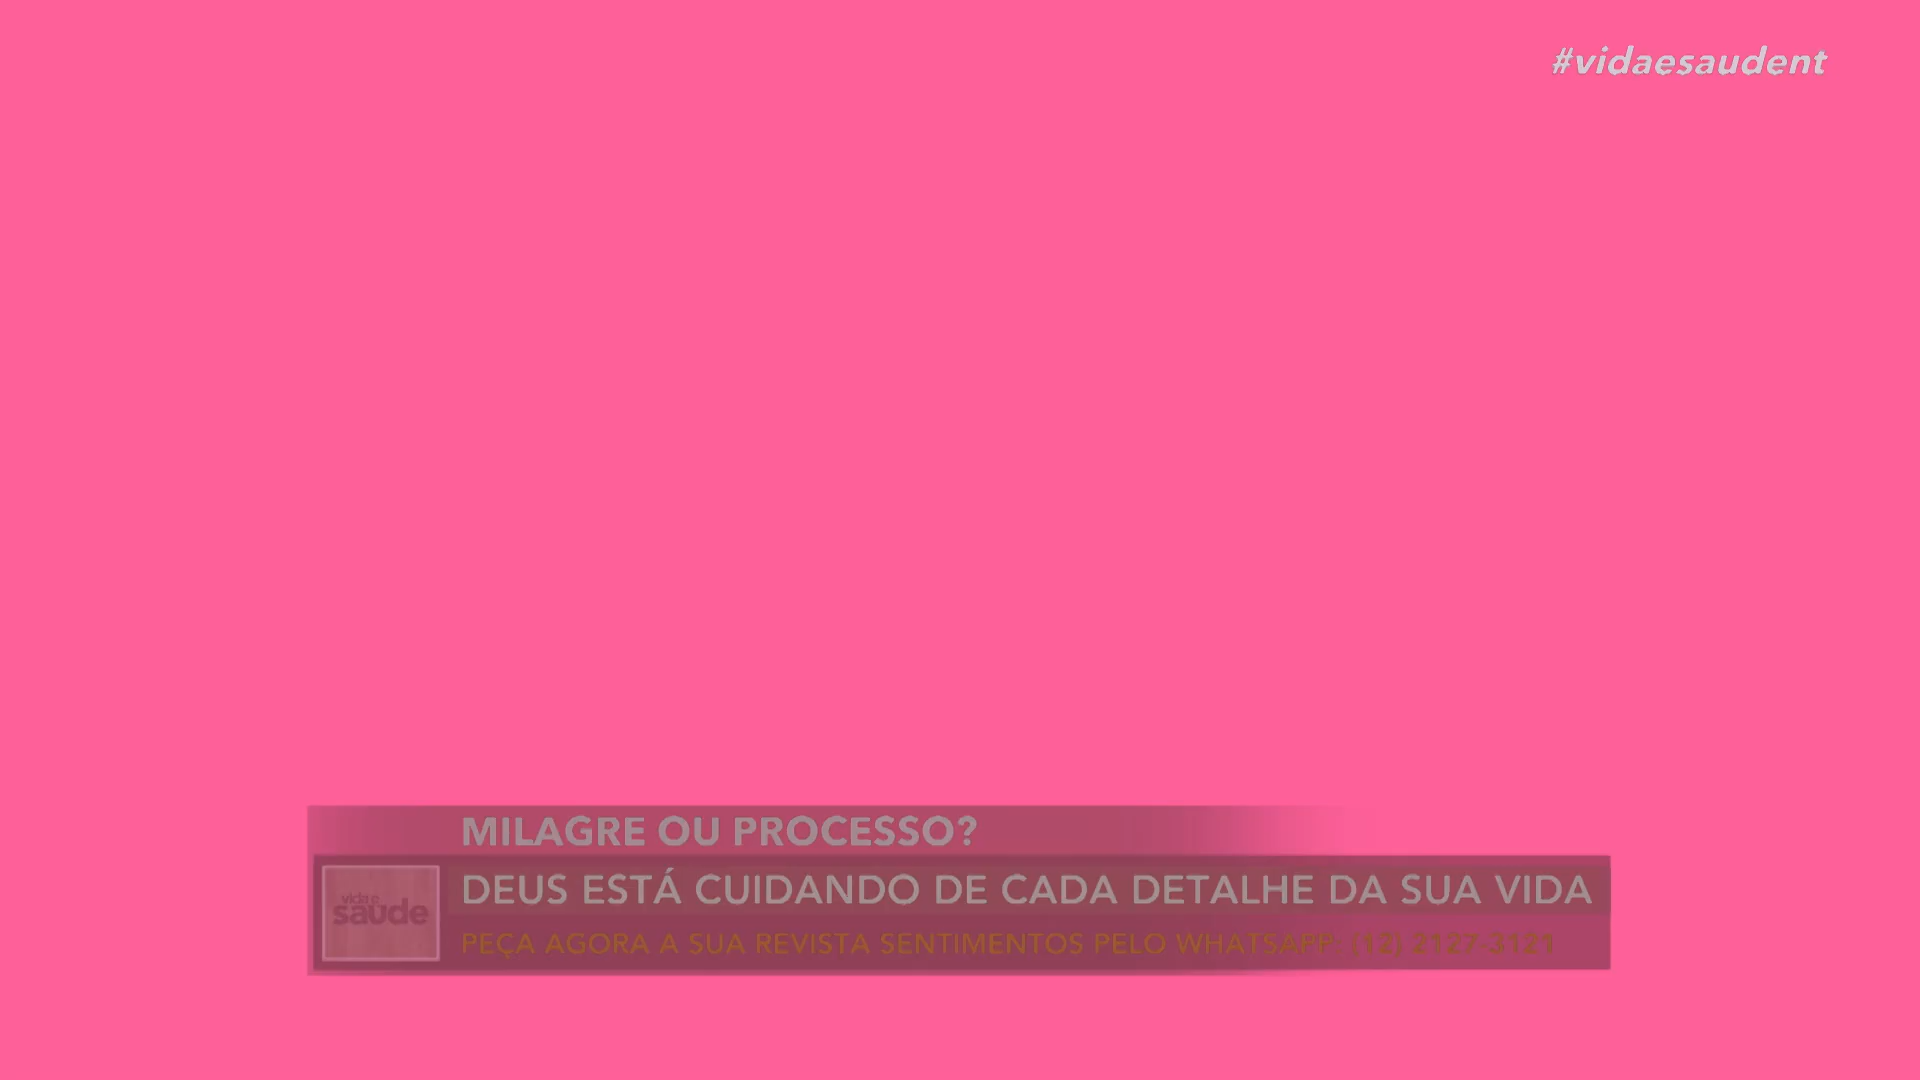 #vidaesaudent
MILAGRE OU PROCESSO?
vida e
saúde
DEUS ESTÁ CUIDANDO DE CADA DETALHE DA SUA VIDA
PEÇA AGORA A SUA REVISTA SENTIMENTOS PELO WHATSAPP: (12) 2127-3121